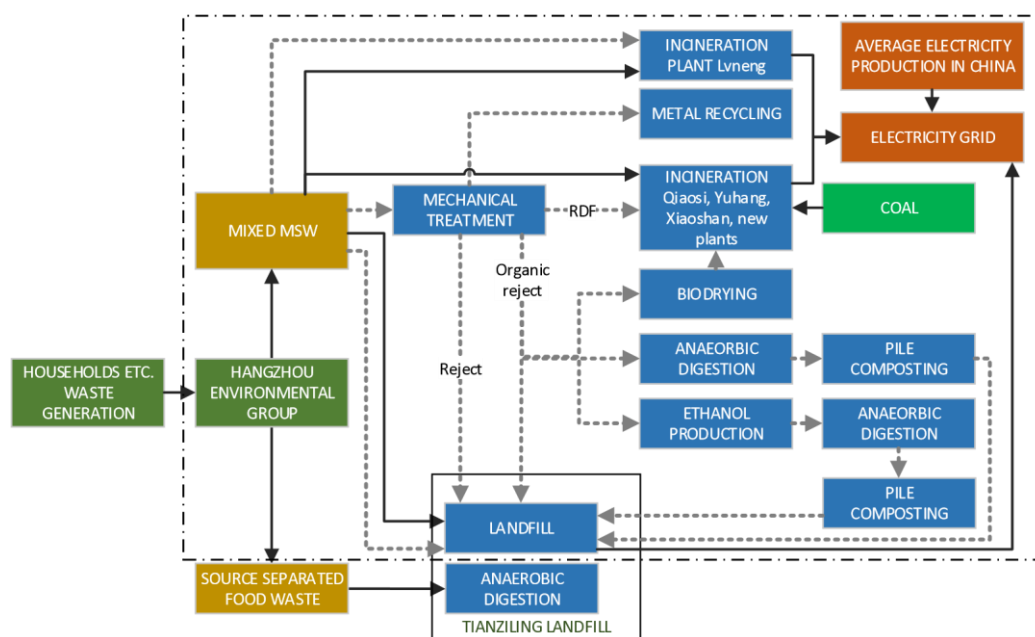 INCINERATION
PLANT Lvneng
AVERAGE ELECTRICITY
PRODUCTION IN CHINA
METAL RECYCLING
ELECTRICITY GRID
MIXED MSW
MECHANICAL
TREATMENT
RDF
INCINERATION
Qiaosi, Yuhang,
Xiaoshan, new
plants
COAL
Organic
reject
BIODRYING
Reject
ANAEORBIC
DIGESTION
PILE
COMPOSTING
HOUSEHOLDS ETC.
WASTE
GENERATION
HANGZHOU
ENVIRONMENTAL
GROUP
ETHANOL
PRODUCTION
ANAEORBIC
DIGESTION
PILE
COMPOSTING
LANDFILL
SOURCE SEPARATED
FOOD WASTE
ANAEROBIC
DIGESTION
TIANZILING LANDFILL